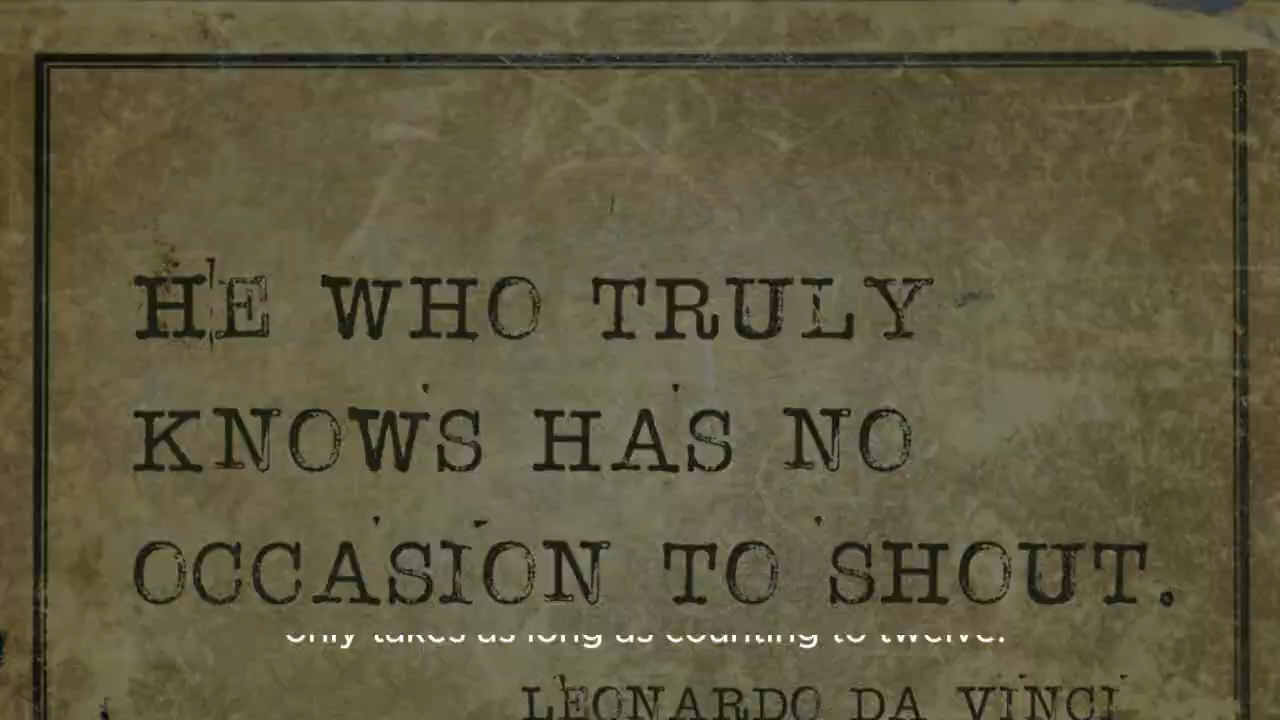 HE WHO TRULY
KNOWS HAS NO
OCCASION TO SHOUT.
only takes as long as counting to twelve.
LEONARDO DA VINCI